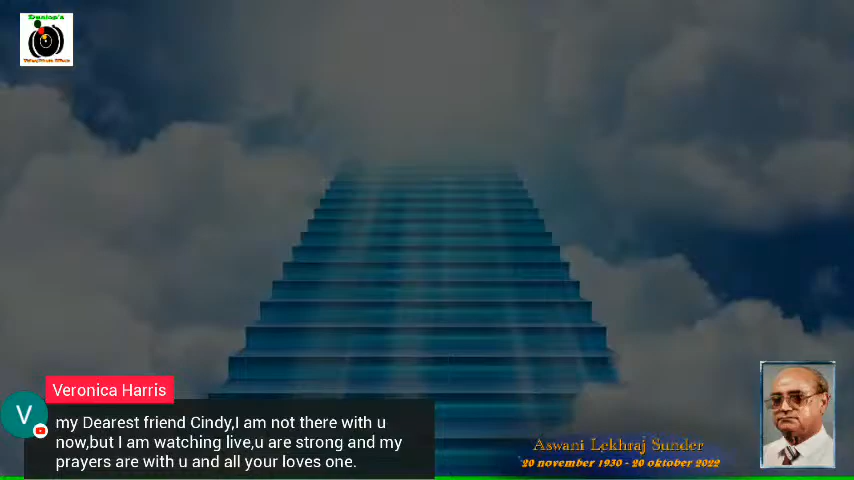 Veronica Harris
V
my Dearest friend Cindy,I am not there with u
now,but I am watching live,u are strong and my
prayers are with u and all your loves one.
Aswani Lekhraj Sunder
20 november 1930 - 20 oktober 2022